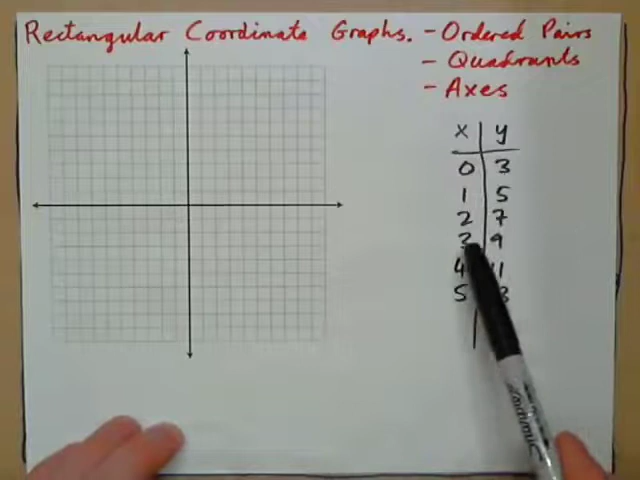 Rectangular Coordinate Graphs. - Ordered Pairs
- Quadrants
- Axes
x y
0 3
1 5
2 7
3 9
4 11
5